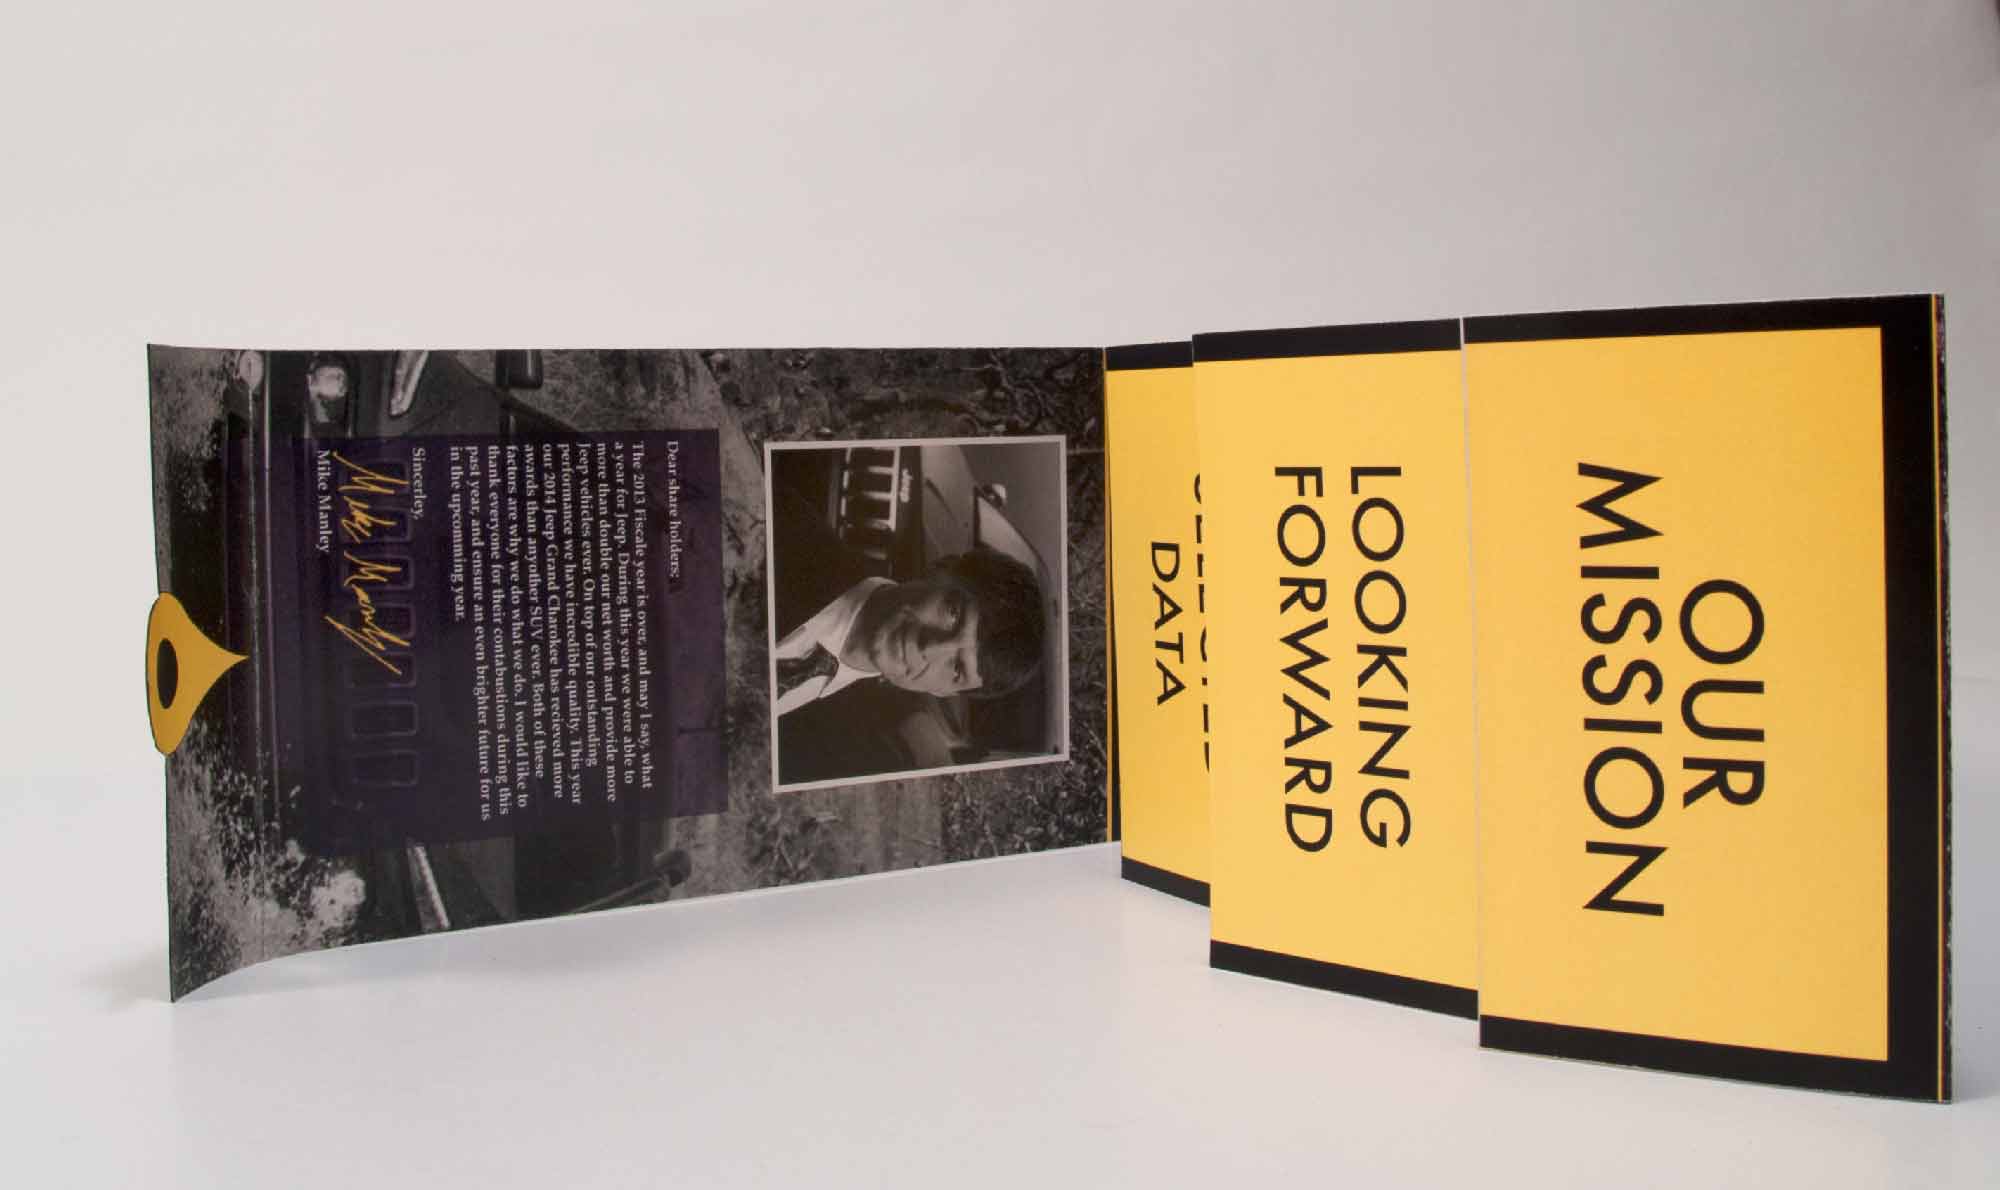 Dear share holders;
The 2013 Fiscale year is over, and may I say, what
a year for Jeep. During this year we were able to
more than double our net worth and provide more
Jeep vehicles ever. On top of our outstanding
performance we have incredible quality. This year
our 2014 Jeep Grand Charokee has recieved more
awards than anyother SUV ever. Both of these
factors are why we do what we do. I would like to
thank everyone for their contabustions during this
past year, and ensure an even brighter future for us
in the upcomming year.
Sincerley,
Mike Manley
Mike Manley
Jeep
DATA
LOOKING
FORWARD
OUR
MISSION